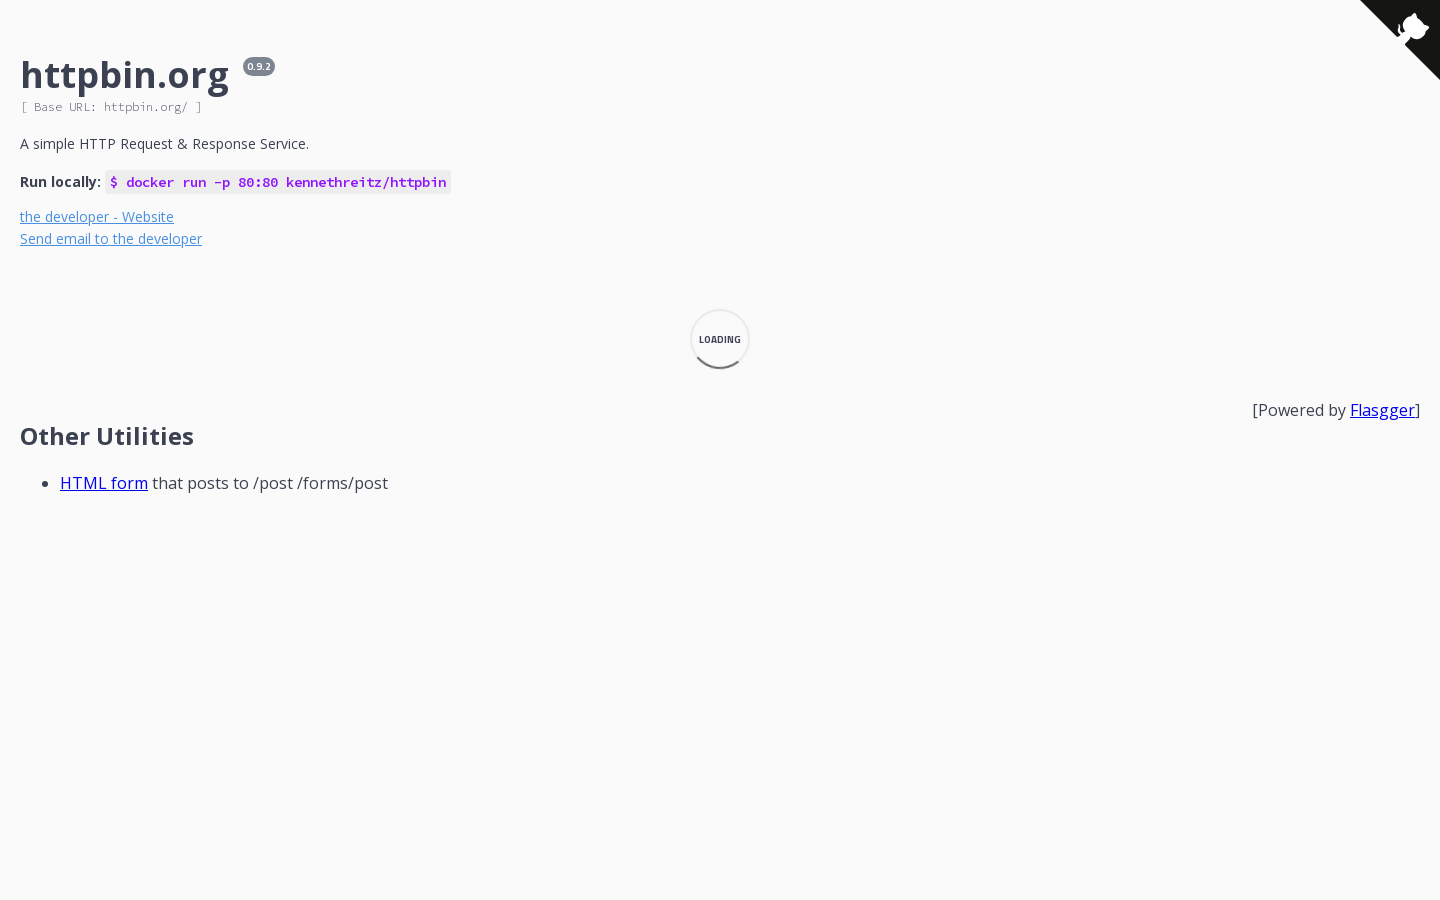 httpbin.org 0.9.2
[ Base URL: httpbin.org/ ]
A simple HTTP Request & Response Service.
Run locally: $ docker run -p 80:80 kennethreitz/httpbin
the developer - Website
Send email to the developer
LOADING
[Powered by Flasgger]
Other Utilities
HTML form that posts to /post /forms/post